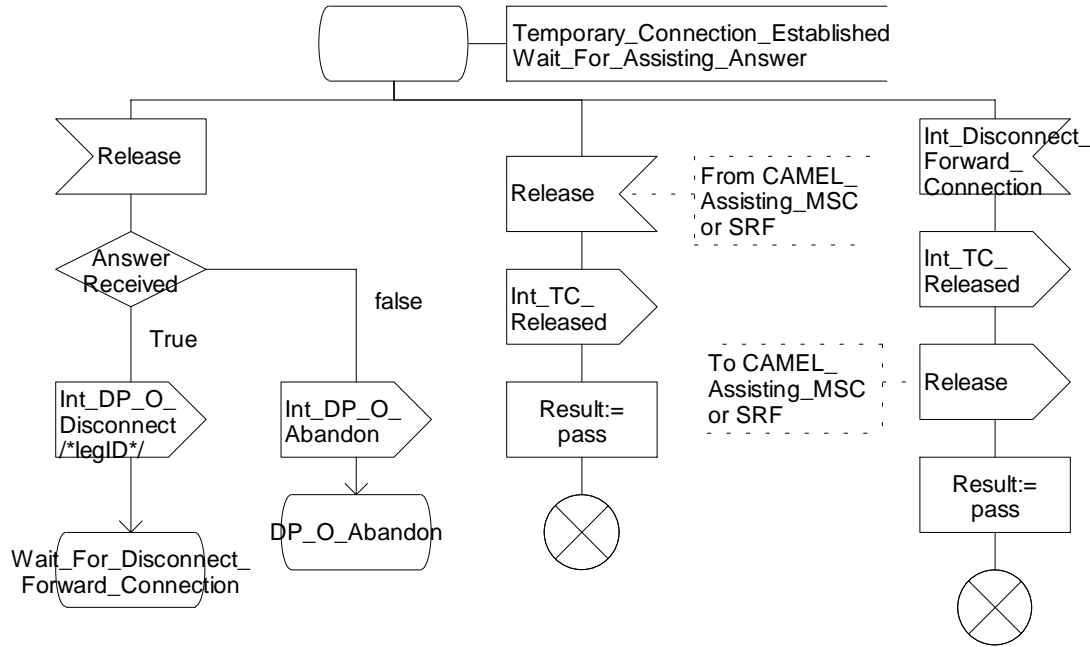 Temporary_Connection_Established
Wait_For_Assisting_Answer
Release
Answer
Received
True
false
Int_DP_O_
Disconnect
/*legID*/
Wait_For_Disconnect_
Forward_Connection
Int_DP_O_
Abandon
DP_O_Abandon
Release
From CAMEL_
Assisting_MSC
or SRF
Int_TC_
Released
Result:=
pass
Int_Disconnect_
Forward_
Connection
Int_TC_
Released
To CAMEL_
Assisting_MSC
or SRF
Release
Result:=
pass